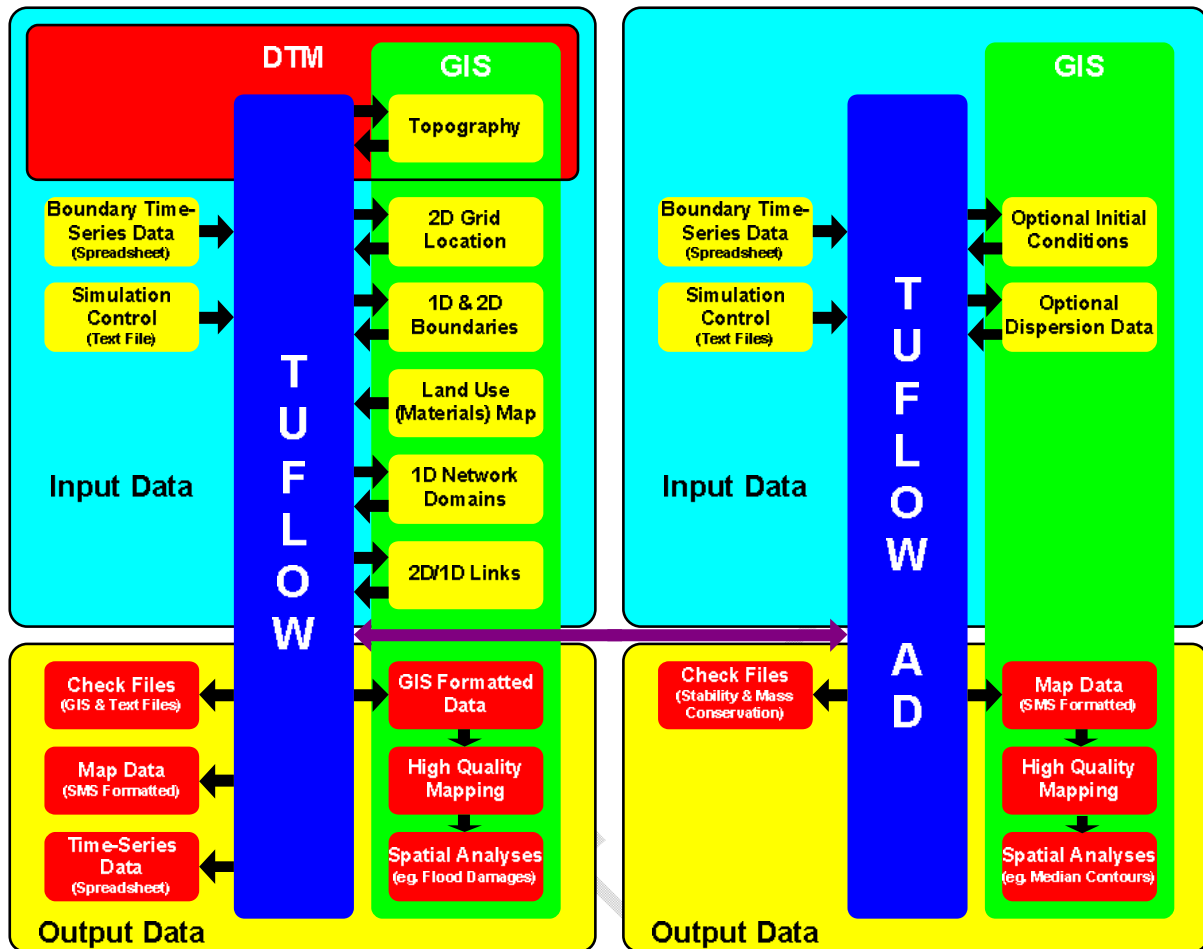 DTM
GIS
Topography
Boundary Time-
Series Data
(Spreadsheet)
Simulation
Control
(Text File)
2D Grid
Location
1D & 2D
Boundaries
Land Use
(Materials) Map
1D Network
Domains
2D/1D Links
Input Data
TUFLOW
Check Files
(GIS & Text Files)
Map Data
(SMS Formatted)
Time-Series
Data
(Spreadsheet)
GIS Formatted
Data
High Quality
Mapping
Spatial Analyses
(eg. Flood Damages)
Output Data
GIS
Boundary Time-
Series Data
(Spreadsheet)
Simulation
Control
(Text Files)
Optional Initial
Conditions
Optional
Dispersion Data
Input Data
TUFLOW AD
Check Files
(Stability & Mass
Conservation)
Map Data
(SMS Formatted)
High Quality
Mapping
Spatial Analyses
(eg. Median Contours)
Output Data